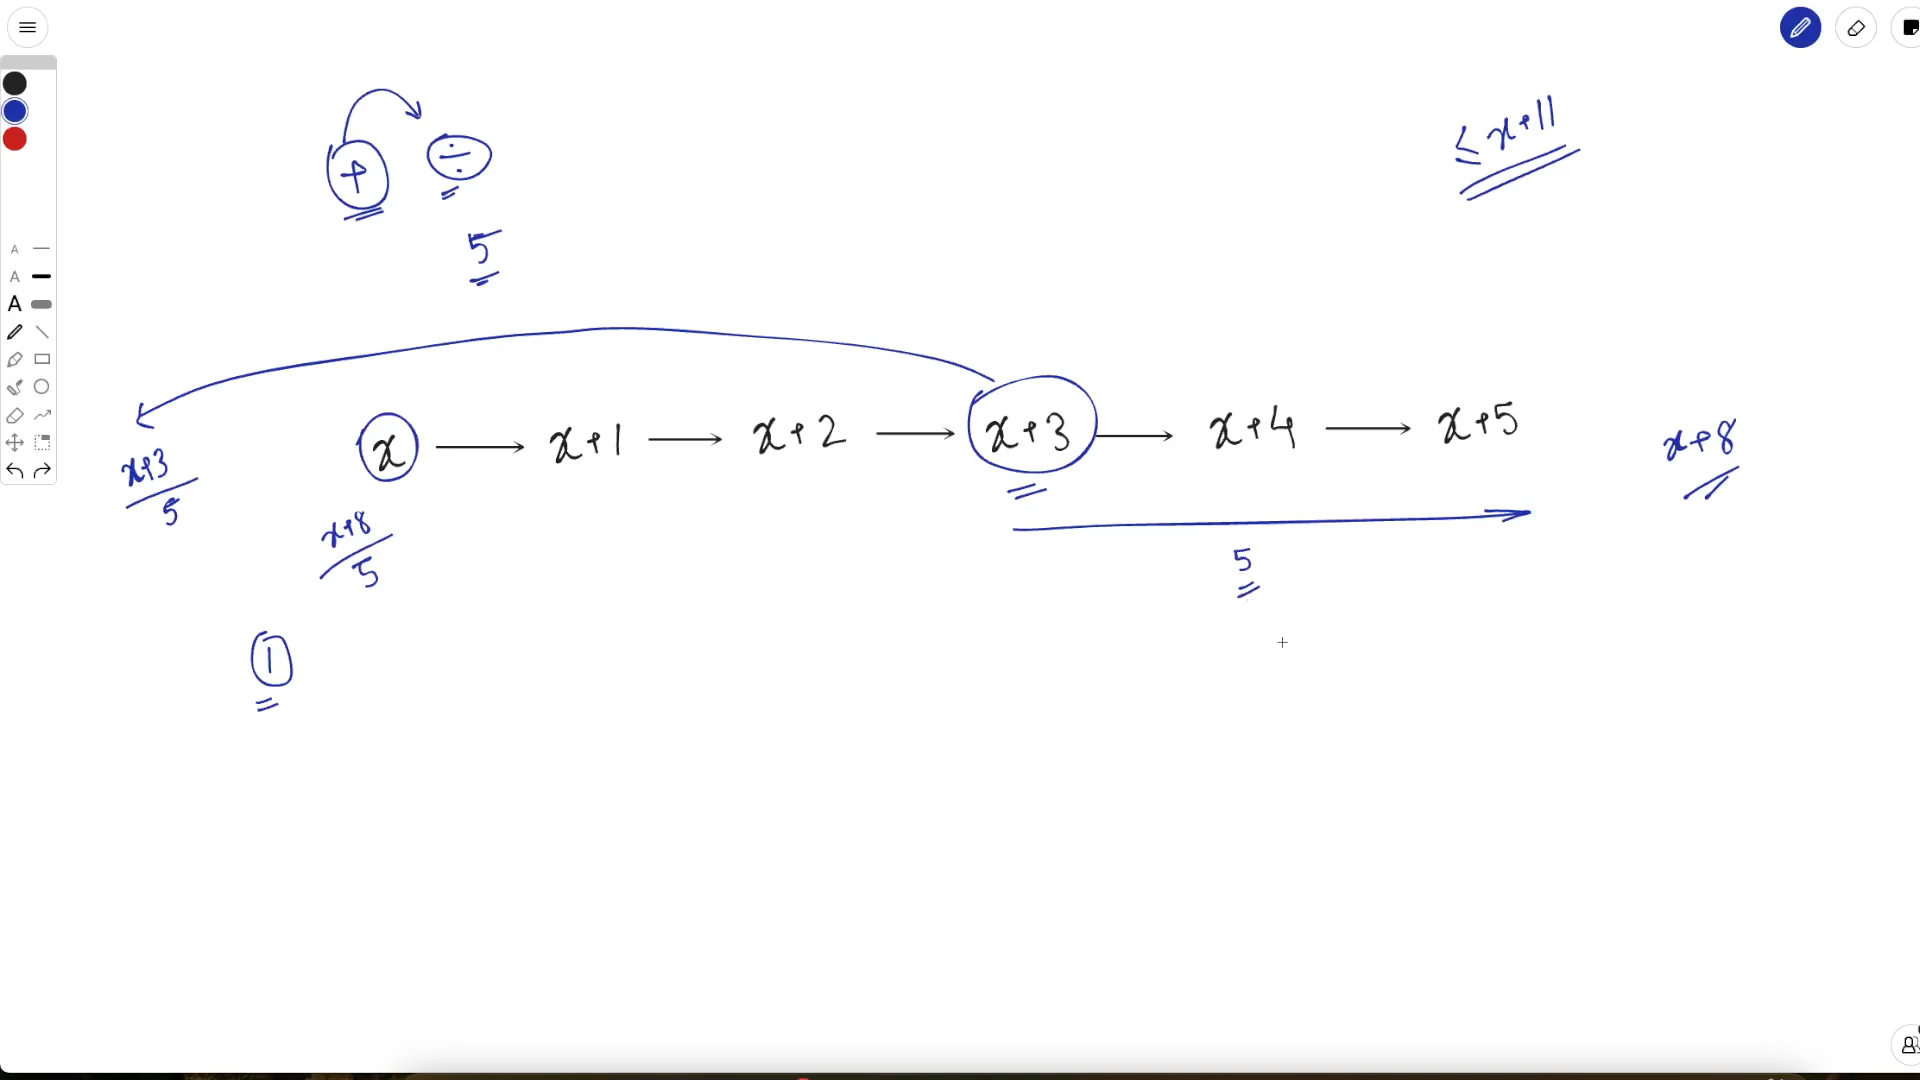 + ÷
≤ x+11
5
x → x+1 → x+2 → x+3 → x+4 → x+5
x+8
x+3/5
x+8/5
5
1
A
A
A